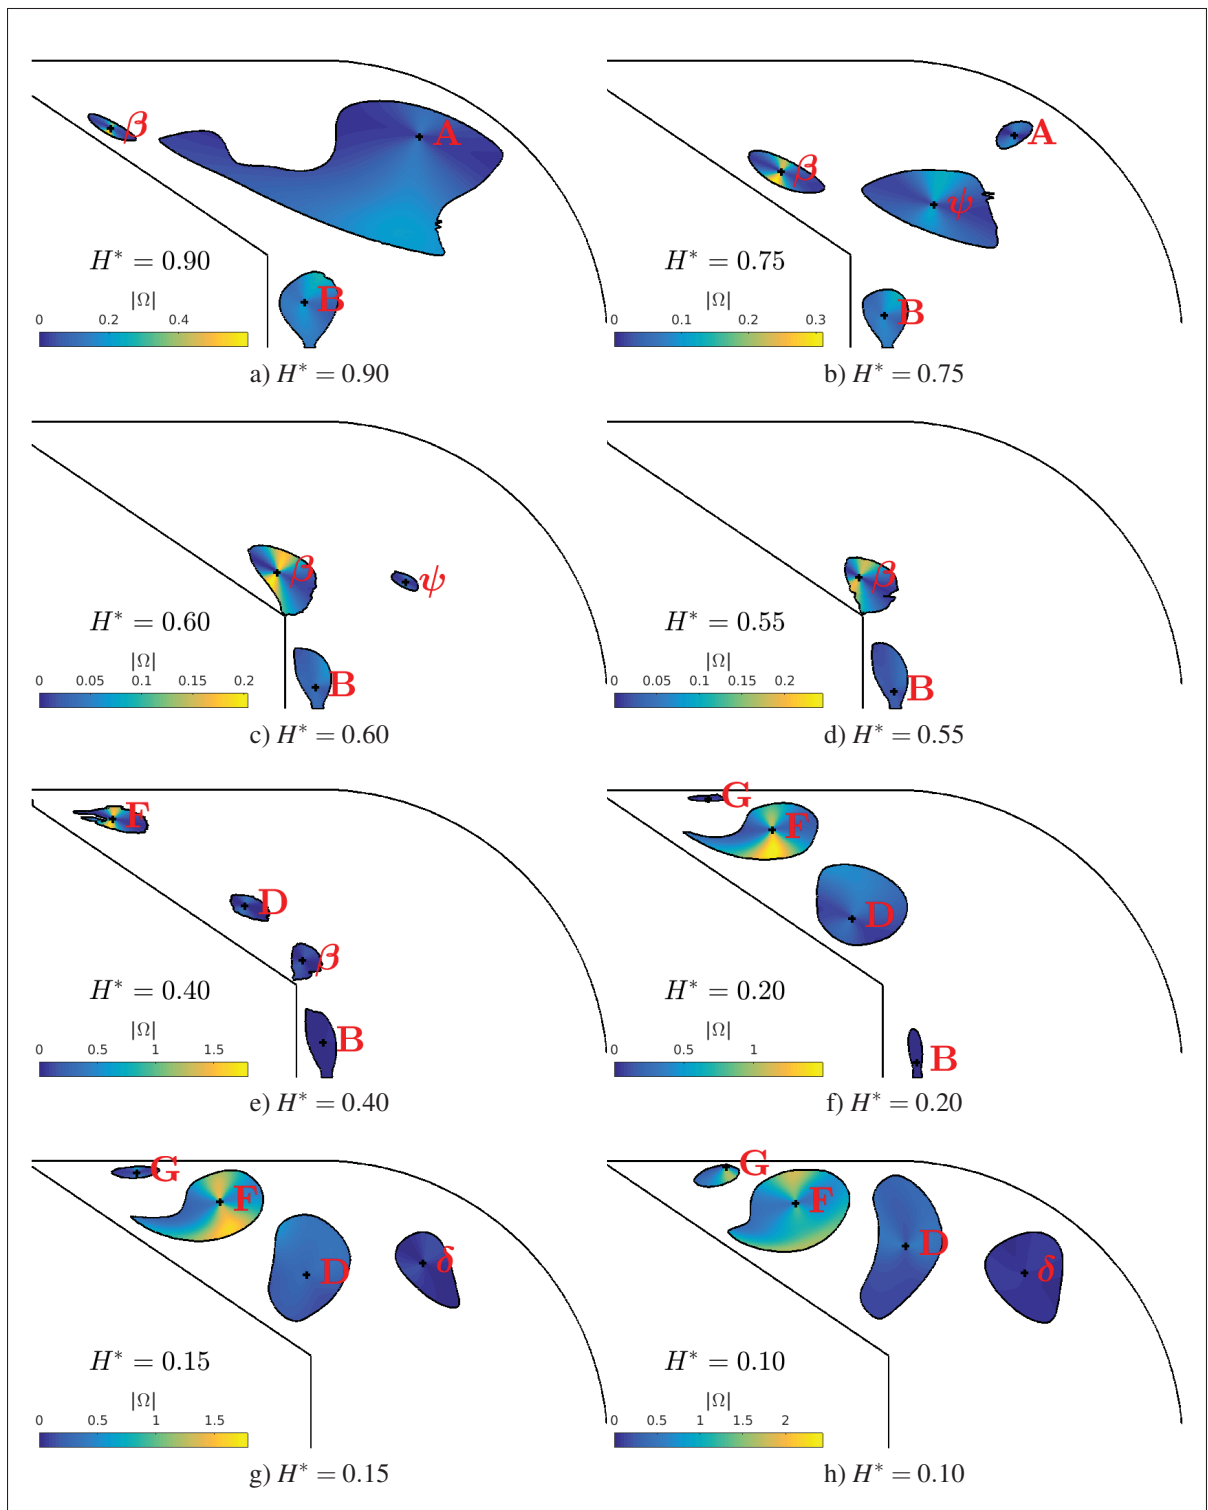 β A
H* = 0.90
|Ω|
B
0 0.2 0.4
a) H* = 0.90
A
β
ψ
H* = 0.75
|Ω|
B
0 0.1 0.2 0.3
b) H* = 0.75
β ψ
H* = 0.60
|Ω|
B
0 0.05 0.1 0.15 0.2
c) H* = 0.60
β
H* = 0.55
|Ω|
B
0 0.05 0.1 0.15 0.2
d) H* = 0.55
F
D
β
H* = 0.40
|Ω|
B
0 0.5 1 1.5
e) H* = 0.40
G
F
D
H* = 0.20
|Ω|
B
0 0.5 1
f) H* = 0.20
G
F
D δ
H* = 0.15
|Ω|
0 0.5 1 1.5
g) H* = 0.15
G
F
D
δ
H* = 0.10
|Ω|
0 0.5 1 1.5 2
h) H* = 0.10